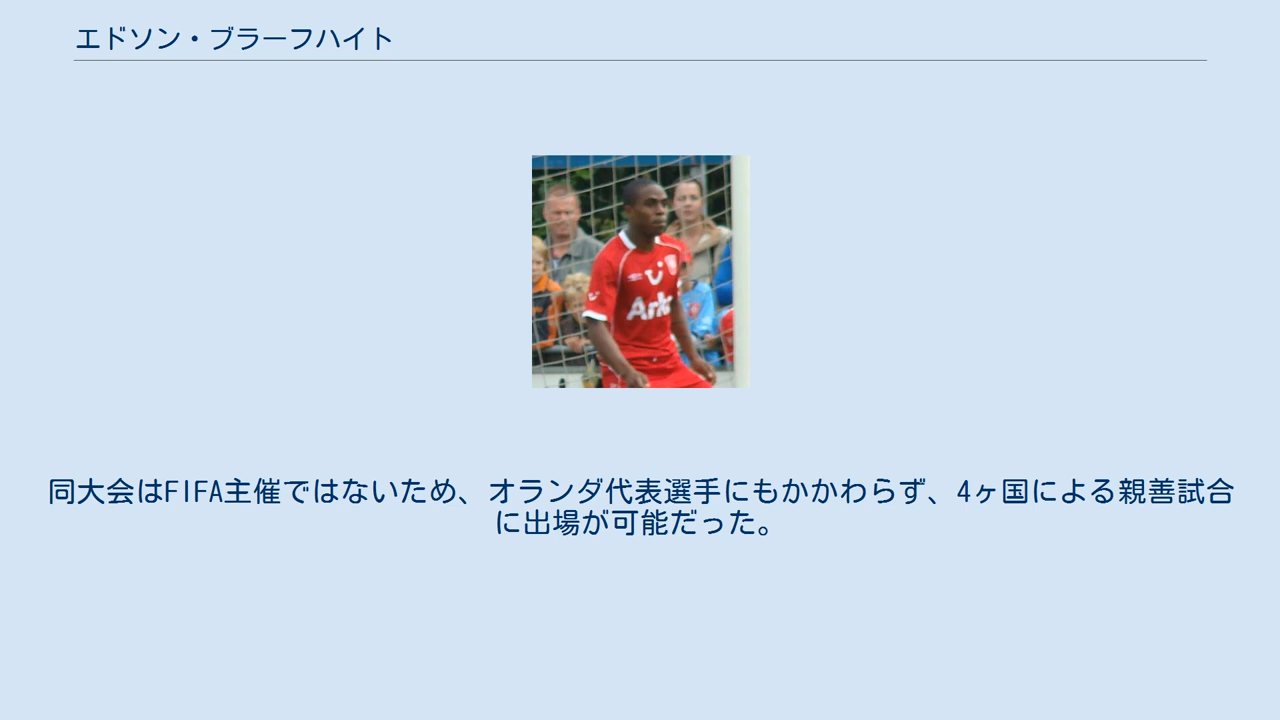 エドソン・ブラーフハイト
Arke
同大会はFIFA主催ではないため、オランダ代表選手にもかかわらず、4ヶ国による親善試合
に出場が可能だった。